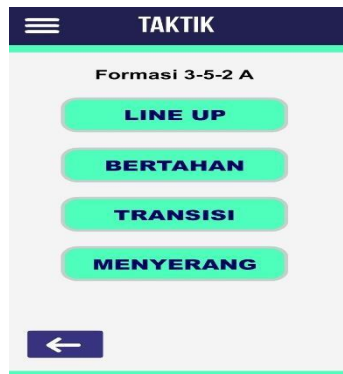 TAKTIK
Formasi 3-5-2 A
LINE UP
BERTAHAN
TRANSISI
MENYERANG